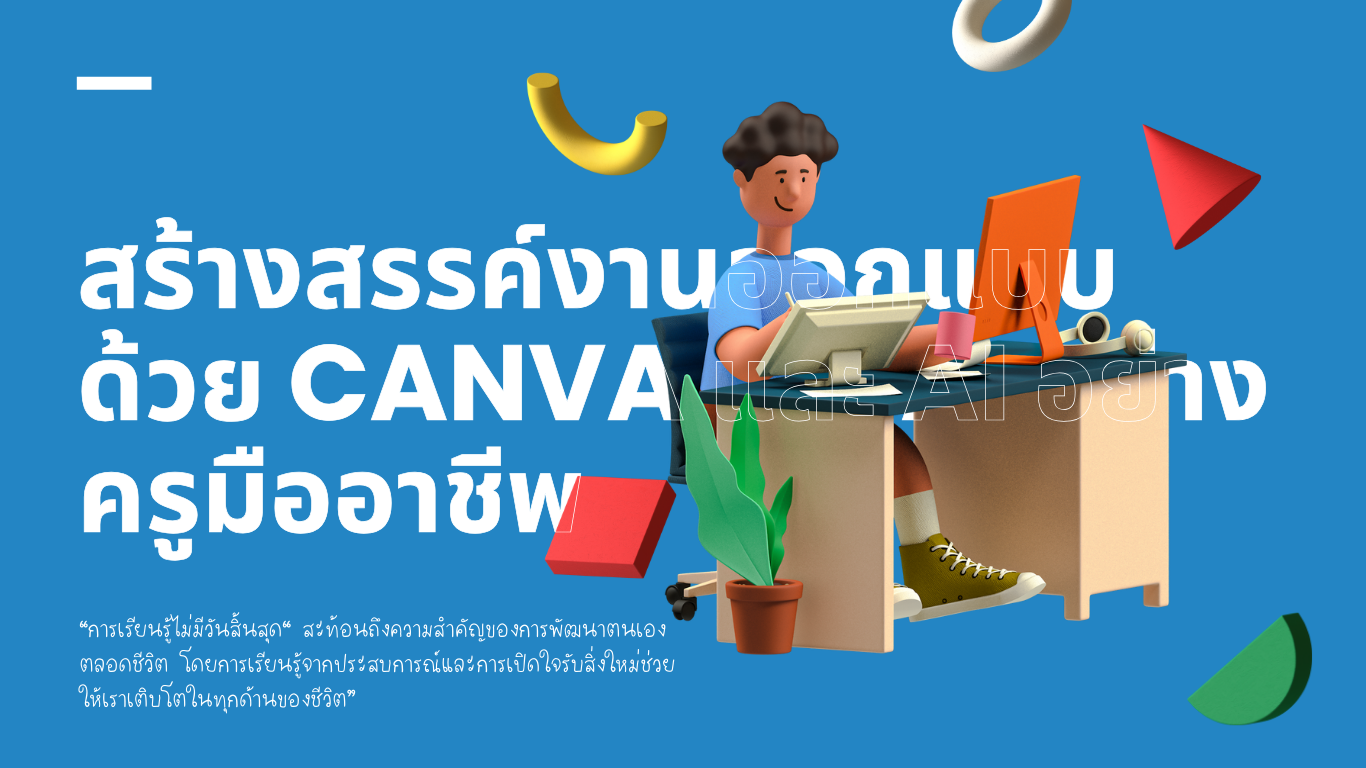 สร้างสรรค์งานออกแบบ
ด้วย CANVA และ AI อย่าง
ครูมืออาชีพ
“การเรียนรู้ไม่มีวันสิ้นสุด“ สะท้อนถึงความสำคัญของการพัฒนาตนเอง
ตลอดชีวิต โดยการเรียนรู้จากประสบการณ์และการเปิดใจรับสิ่งใหม่ช่วย
ให้เราเติบโตในทุกด้านของชีวิต”